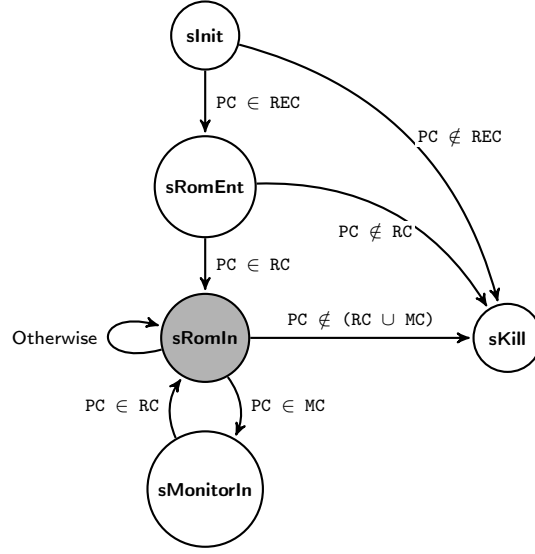 sInit
PC ∈ REC
PC ∉ REC
sRomEnt
PC ∉ RC
PC ∈ RC
PC ∉ (RC ∪ MC)
Otherwise
sRomIn
sKill
PC ∈ RC
PC ∈ MC
sMonitorIn